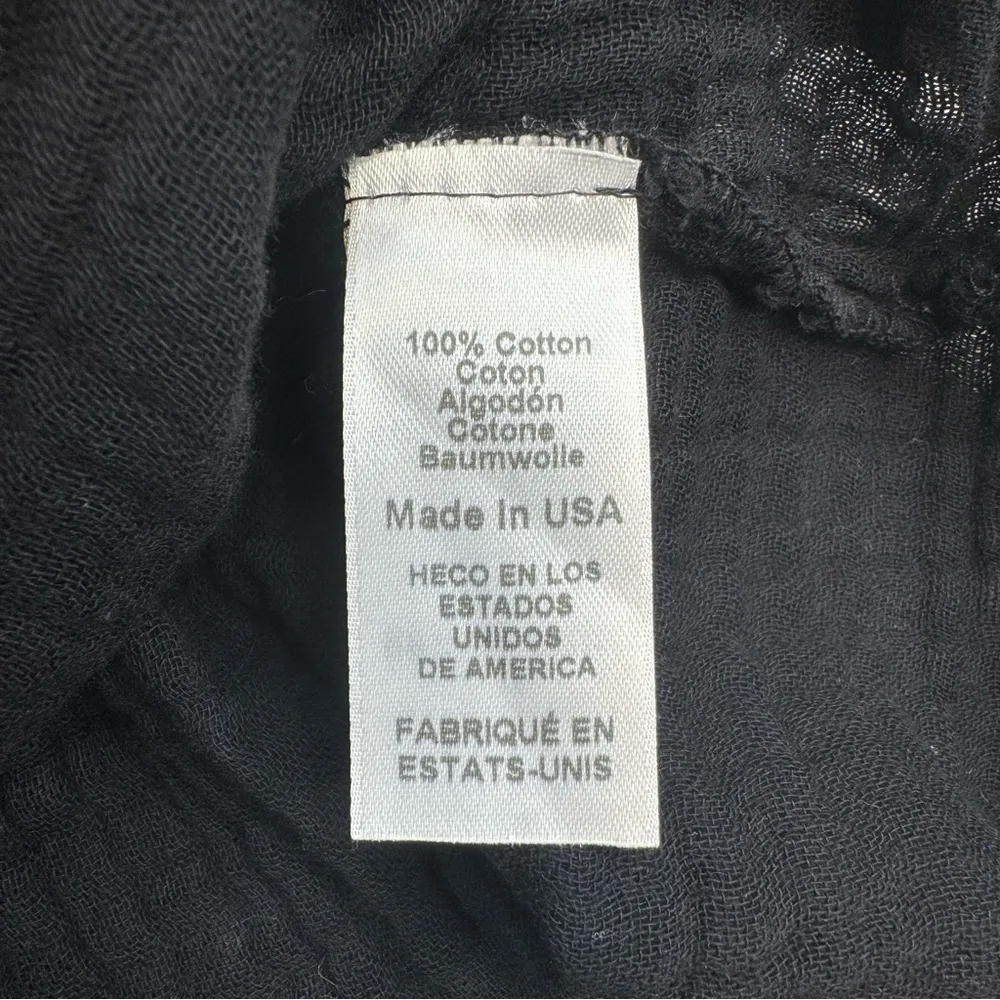 100% Cotton
Coton
Algodón
Cotone
Baumwolle
Made In USA
HECO EN LOS
ESTADOS
UNIDOS
DE AMERICA
FABRIQUÉ EN
ESTATS-UNIS